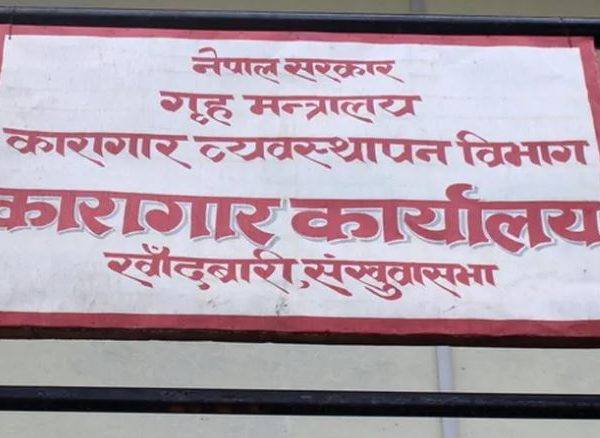 नेपाल सरकार
गृह मन्त्रालय
कारागार व्यवस्थापन विभाग
कारागार कार्यालय
खाँदबारी, संखुवासभा